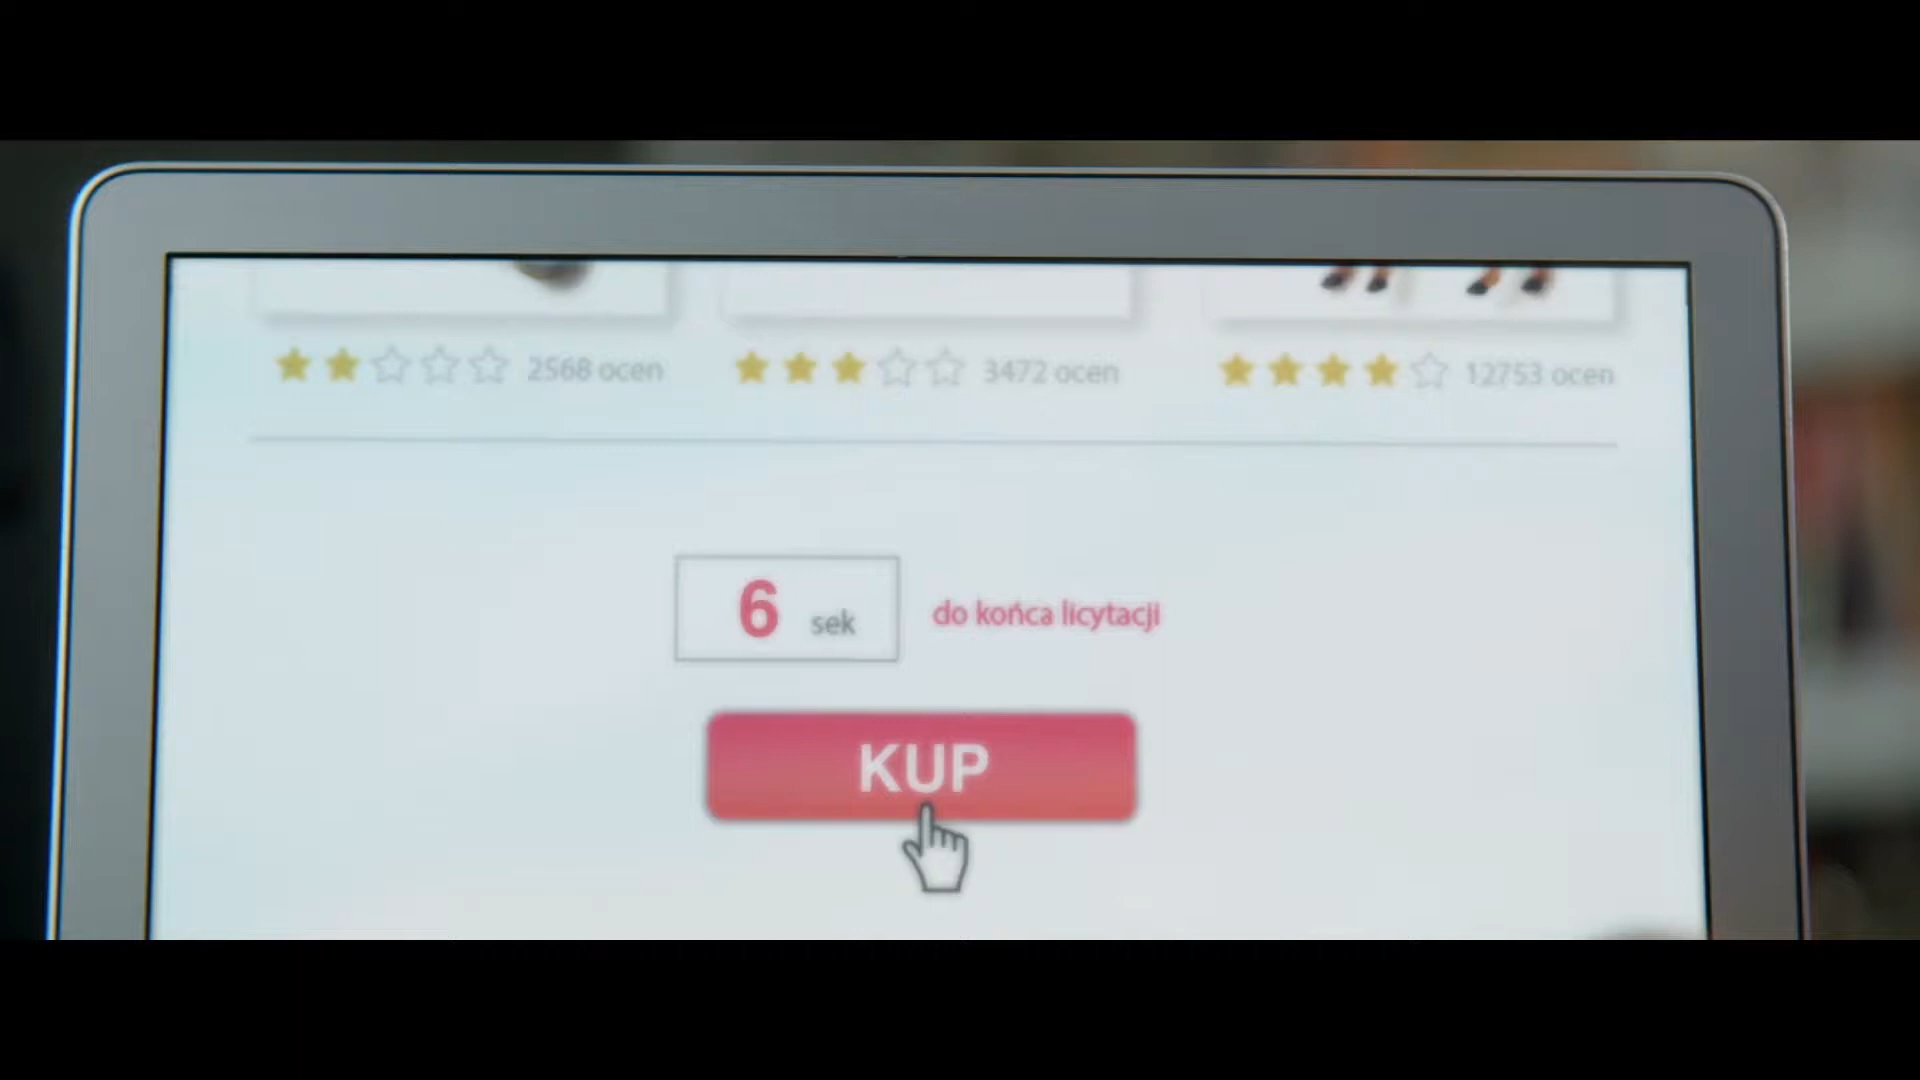 2568 ocen
3472 ocen
12753 ocen
6 sek
do końca licytacji
KUP